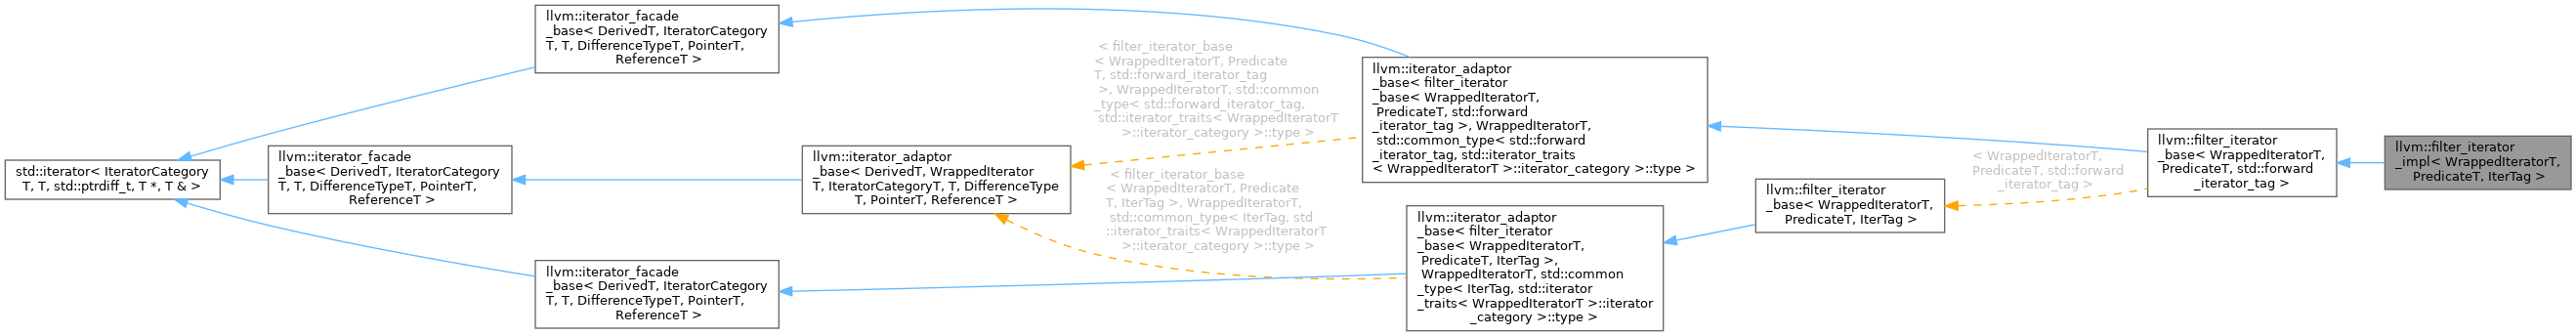 llvm::iterator_facade
_base< DerivedT, IteratorCategory
T, T, DifferenceTypeT, PointerT,
ReferenceT >
std::iterator< IteratorCategory
T, T, std::ptrdiff_t, T *, T & >
llvm::iterator_facade
_base< DerivedT, IteratorCategory
T, T, DifferenceTypeT, PointerT,
ReferenceT >
llvm::iterator_facade
_base< DerivedT, IteratorCategory
T, T, DifferenceTypeT, PointerT,
ReferenceT >
llvm::iterator_adaptor
_base< DerivedT, WrappedIterator
T, IteratorCategoryT, T, DifferenceType
T, PointerT, ReferenceT >
< filter_iterator_base
< WrappedIteratorT, Predicate
T, std::forward_iterator_tag
>, WrappedIteratorT, std::common
_type< std::forward_iterator_tag,
std::iterator_traits< WrappedIteratorT
>::iterator_category >::type >
< filter_iterator_base
< WrappedIteratorT, Predicate
T, IterTag >, WrappedIteratorT,
std::common_type< IterTag, std
::iterator_traits< WrappedIteratorT
>::iterator_category >::type >
llvm::iterator_adaptor
_base< filter_iterator
_base< WrappedIteratorT,
PredicateT, std::forward
_iterator_tag >, WrappedIteratorT,
std::common_type< std::forward
_iterator_tag, std::iterator_traits
< WrappedIteratorT >::iterator_category >::type >
llvm::iterator_adaptor
_base< filter_iterator
_base< WrappedIteratorT,
PredicateT, IterTag >,
WrappedIteratorT, std::common
_type< IterTag, std::iterator
_traits< WrappedIteratorT >::iterator
_category >::type >
llvm::filter_iterator
_base< WrappedIteratorT,
PredicateT, IterTag >
< WrappedIteratorT,
PredicateT, std::forward
_iterator_tag >
llvm::filter_iterator
_base< WrappedIteratorT,
PredicateT, std::forward
_iterator_tag >
llvm::filter_iterator
_impl< WrappedIteratorT,
PredicateT, IterTag >